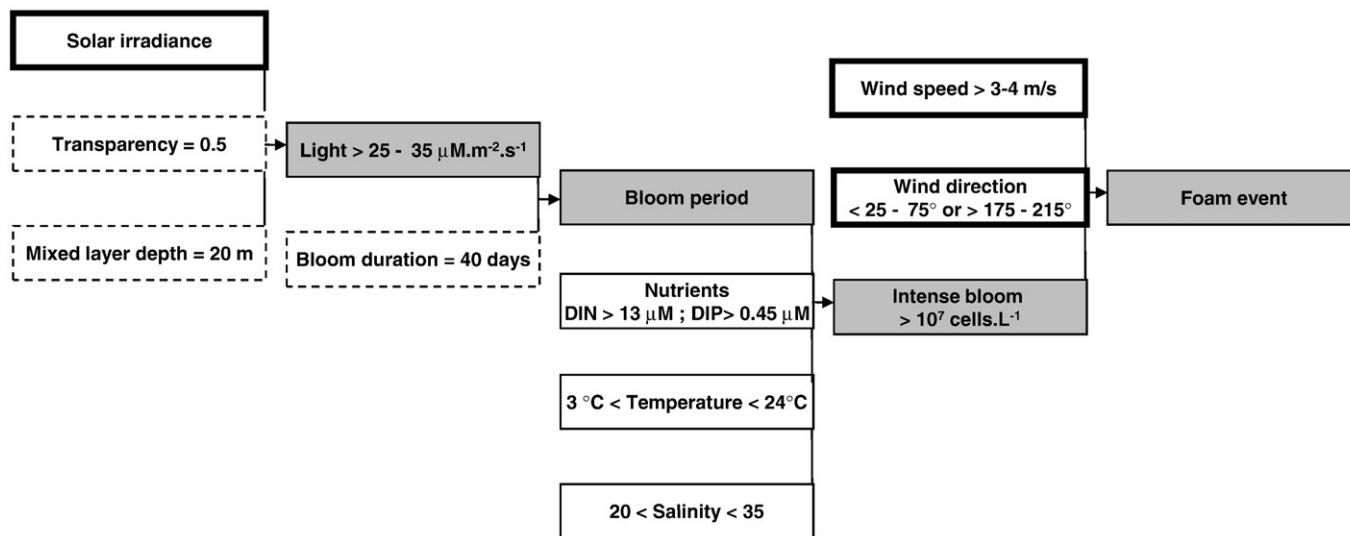 Solar irradiance
Transparency = 0.5
Mixed layer depth = 20 m
Light > 25 - 35 μM.m⁻².s⁻¹
Bloom duration = 40 days
Bloom period
Nutrients
DIN > 13 μM ; DIP> 0.45 μM
3 °C < Temperature < 24°C
20 < Salinity < 35
Wind speed > 3-4 m/s
Wind direction
< 25 - 75° or > 175 - 215°
Intense bloom
> 10⁷ cells.L⁻¹
Foam event